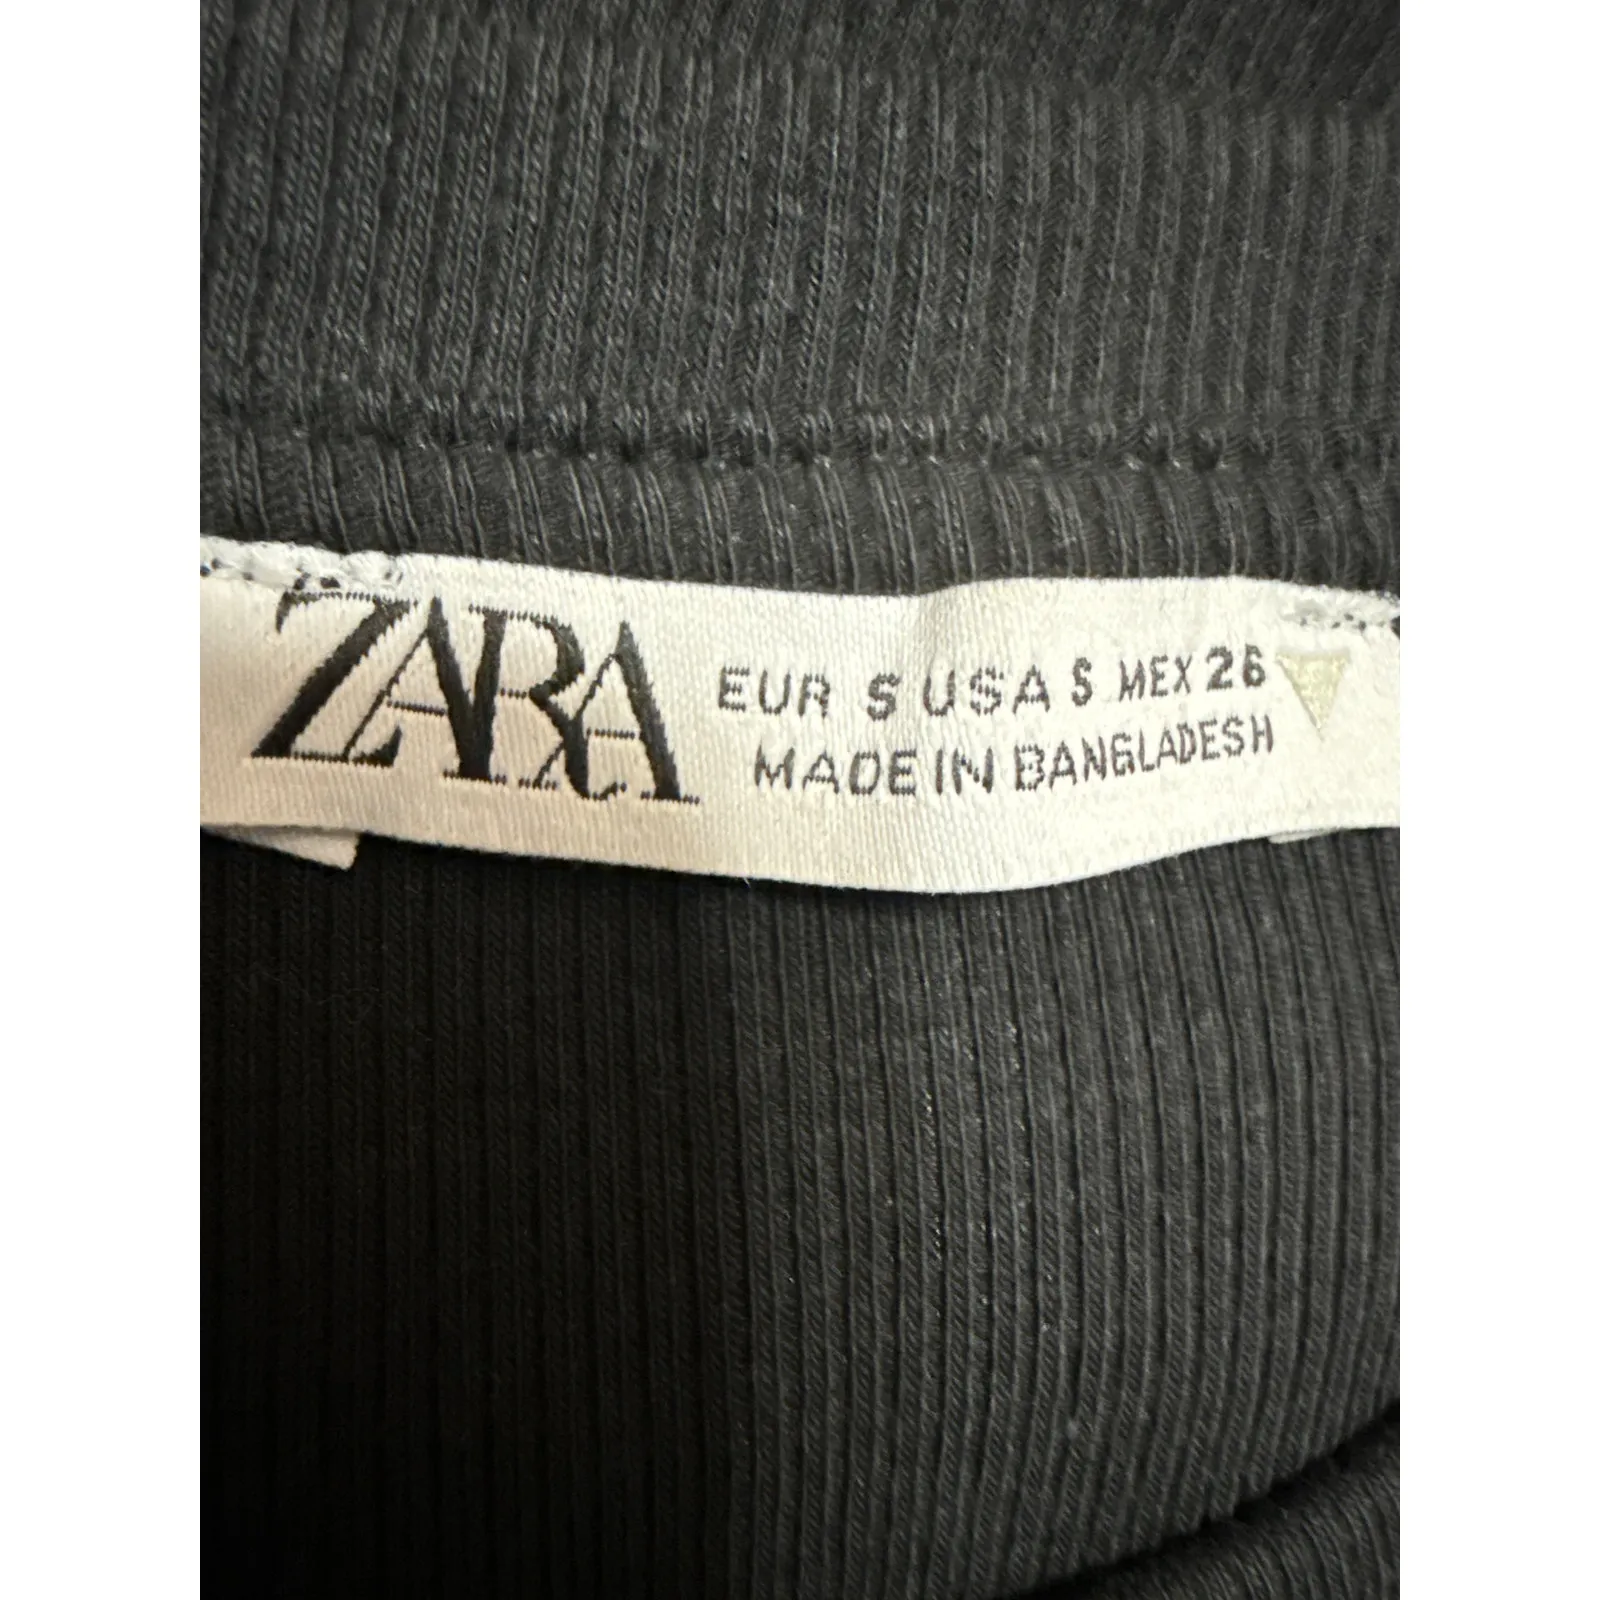 ZARA
EUR S USA S MEX 26
MADE IN BANGLADESH